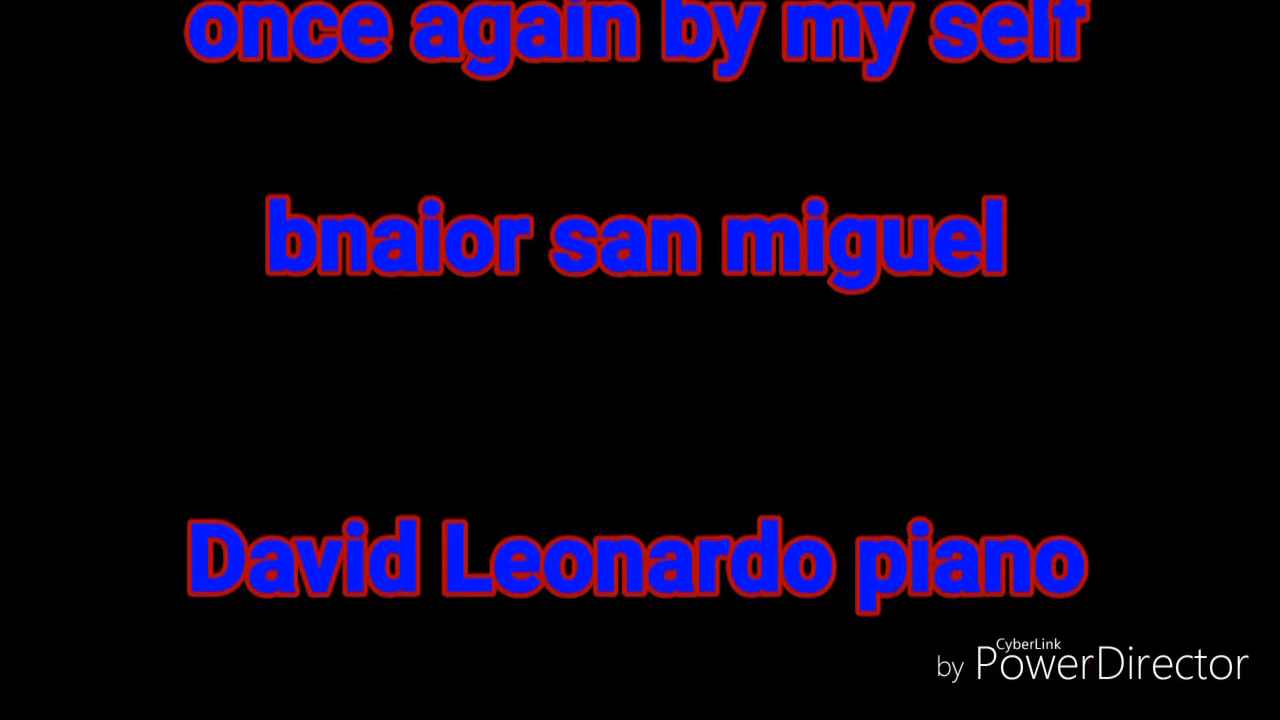 once again by my self
bnaior san miguel
David Leonardo piano
CyberLink
by PowerDirector